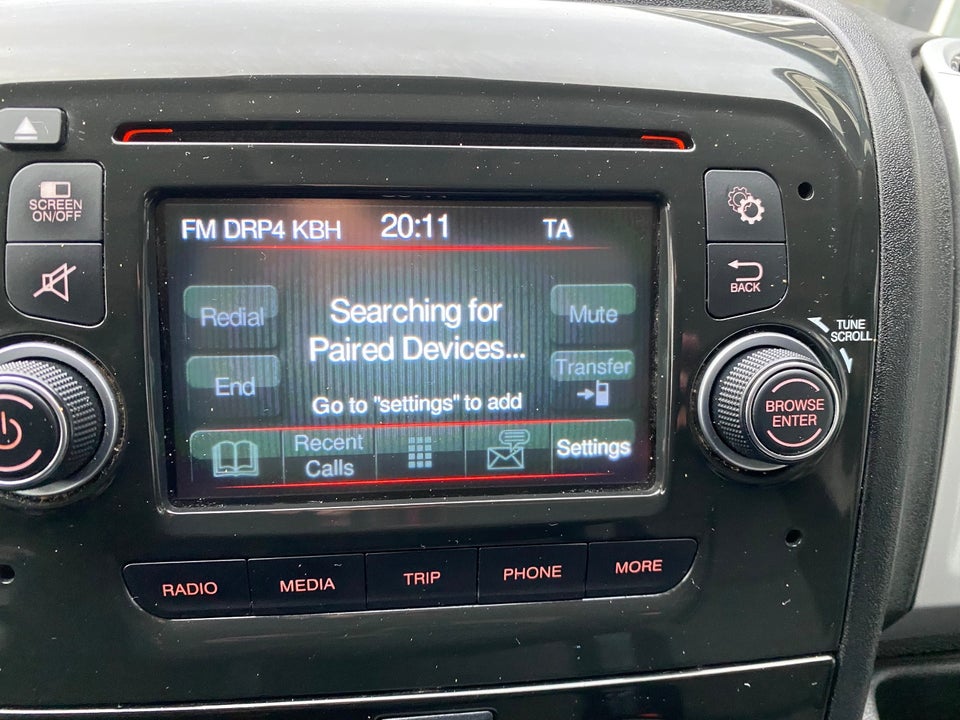 SCREEN
ON/OFF
FM DRP4 KBH 20:11 TA
BACK
Redial
Searching for
Paired Devices...
Mute
TUNE
SCROLL
End
Transfer
Go to "settings" to add
BROWSE
ENTER
Recent
Calls
Settings
RADIO MEDIA TRIP PHONE MORE